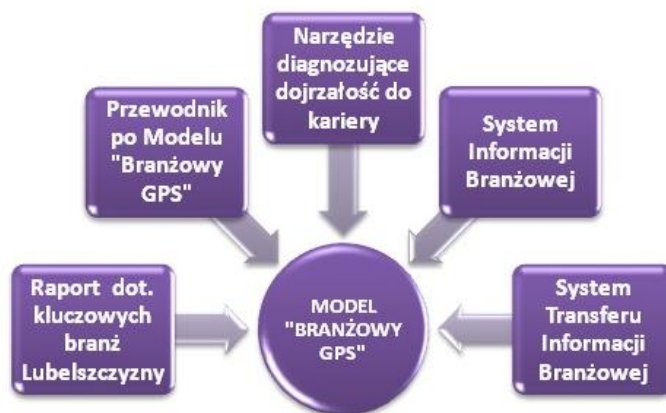 Narzędzie
diagnozujące
dojrzałość do
kariery
Przewodnik
po Modelu
"Branżowy
GPS"
System
Informacji
Branżowej
Raport dot.
kluczowych
branż
Lubelszczyzny
MODEL
"BRANŻOWY
GPS"
System
Transferu
Informacji
Branżowej